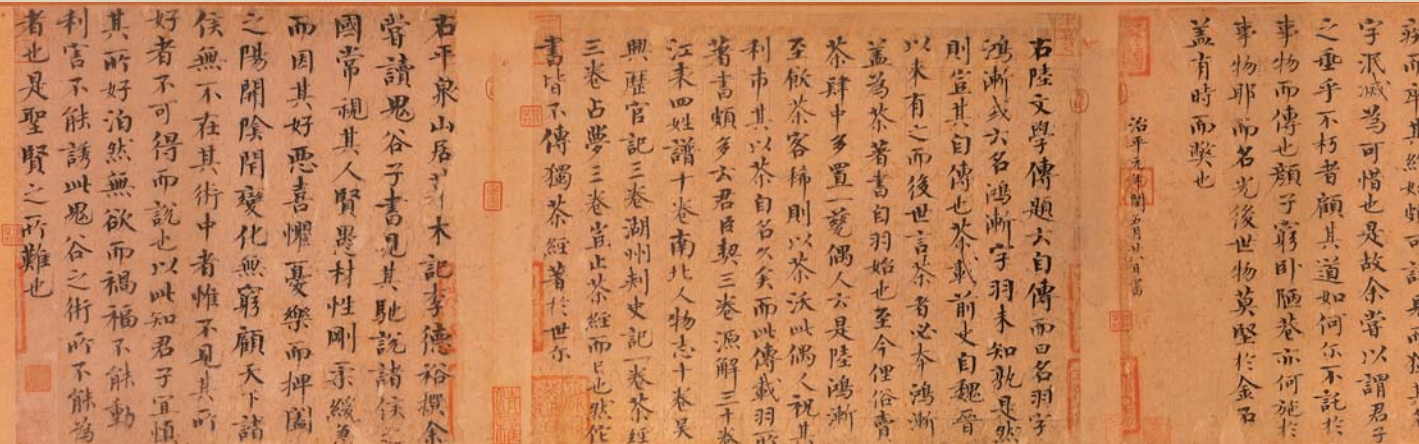 字泯滅為可惜也是故余嘗以謂君子
之垂乎不朽者顧其道如何尓不託於
事物而傳也顏子窮卧陋巷亦何施於
事物耶而名光後世物莫堅於金石
盖有時而弊也
治平元年閏五月廿八日書
右陸文學傳題云自傳而曰名羽字
鴻漸或云名鴻漸字羽未知孰是然
則豈其自傳也茶載前史自魏晉
以來有之而後世言茶者必本鴻漸
盖為茶著書自羽始也至今俚俗賣
茶肆中多置一甆偶人云是陸鴻漸
至飲茶客稀則以茶沃此偶人祝其
利市其以茶自名久矣而此傳載羽所
著書頗多云君臣契三卷源解三十卷
江表四姓譜十卷南北人物志十卷吳
興歷官記三卷湖州刺史記一卷茶經
三卷占夢三卷豈止茶經而已也然佗
書皆不傳獨茶經著於世尓
右平泉山居草木記李德裕撰余
嘗讀鬼谷子書見其馳說諸侯之
國常視其人賢愚材性剛柔緩急
而因其好惡喜懼憂樂而捭闔
之陽開陰閉變化無窮顧天下諸
侯無不在其術中者惟不見其所
好者不可得而說也以此知君子宜慎
其所好泊然無欲而禍福不能動
利害不能誘此鬼谷之術所不能為
者也是聖賢之所難也